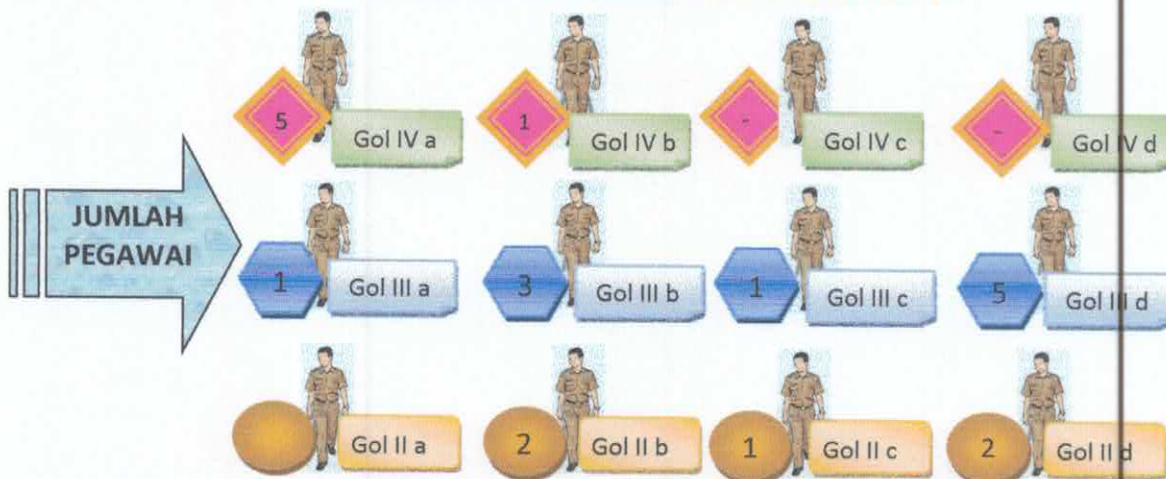 5 Gol IV a 1 Gol IV b - Gol IV c - Gol IV d
JUMLAH
PEGAWAI
1 Gol III a 3 Gol III b 1 Gol III c 5 Gol III d
Gol II a 2 Gol II b 1 Gol II c 2 Gol II d